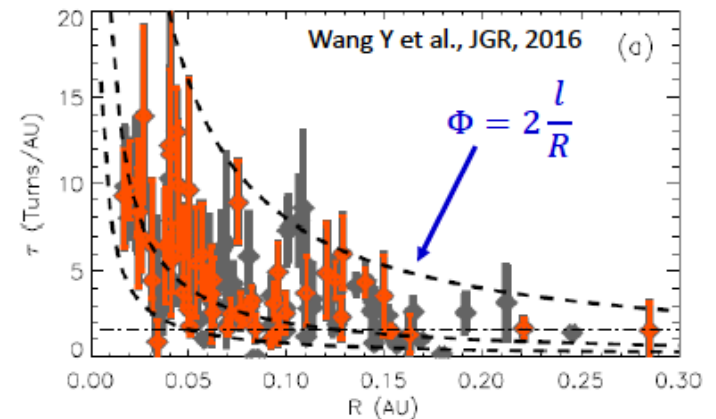 20
Wang Y et al., JGR, 2016
(a)
15
Φ = 2 l/R
10
τ (Turns/AU)
5
0
0.00 0.05 0.10 0.15 0.20 0.25 0.30
R (AU)